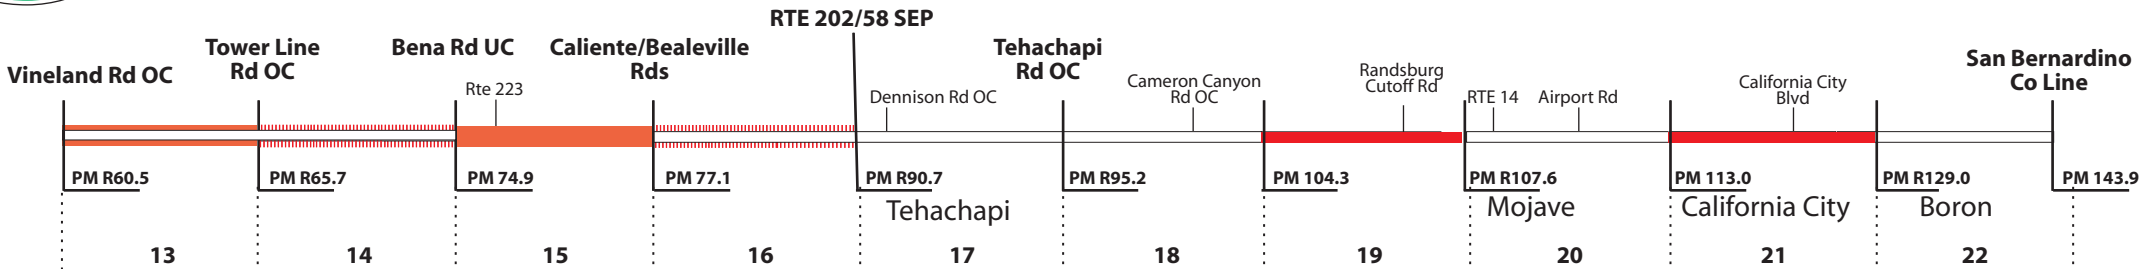 RTE 202/58 SEP
Vineland Rd OC
Tower Line
Rd OC
Bena Rd UC
Caliente/Bealeville
Rds
Tehachapi
Rd OC
San Bernardino
Co Line
Rte 223
Dennison Rd OC
Cameron Canyon
Rd OC
Randsburg
Cutoff Rd
RTE 14
Airport Rd
California City
Blvd
PM R60.5
PM R65.7
PM 74.9
PM 77.1
PM R90.7
PM R95.2
PM 104.3
PM R107.6
PM 113.0
PM R129.0
PM 143.9
Tehachapi
Mojave
California City
Boron
13
14
15
16
17
18
19
20
21
22